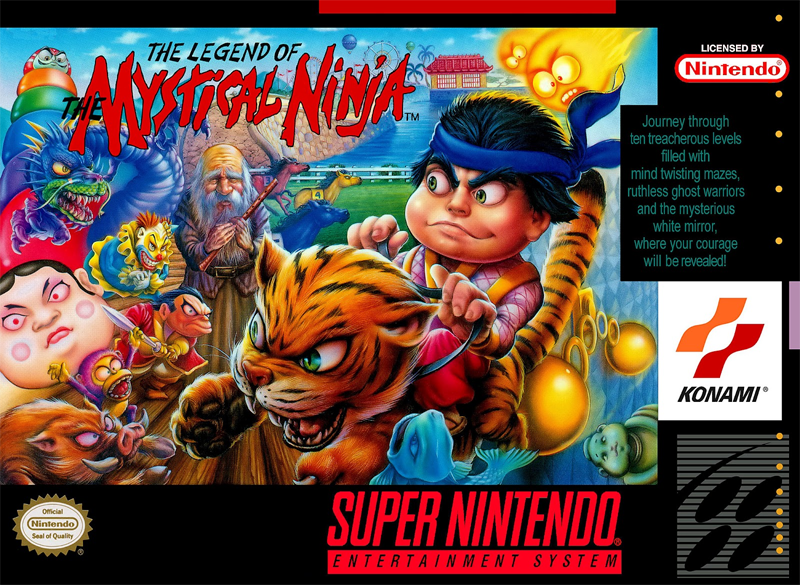 THE LEGEND OF
THE MYSTICAL NINJA™
LICENSED BY
Nintendo®
Journey through
ten treacherous levels
filled with
mind twisting mazes,
ruthless ghost warriors
and the mysterious
white mirror,
where your courage
will be revealed!
4
KONAMI®
Official
Nintendo
Seal of Quality
®
SUPER NINTENDO®
ENTERTAINMENT SYSTEM